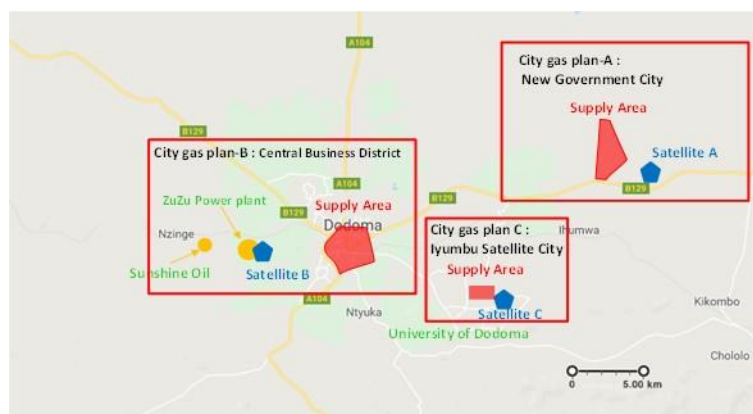 A104
City gas plan-A :
New Government City
Supply Area
Satellite A
B129
B129
City gas plan-B : Central Business District
A104
ZuZu Power plant
Supply Area
B129
B129
Dodoma
Nzinge
Sunshine Oil
Satellite B
City gas plan C :
Iyumbu Satellite City
Ihumwa
Supply Area
Satellite C
A104
Ntyuka
University of Dodoma
Kikombo
Chololo
0
5.00 km